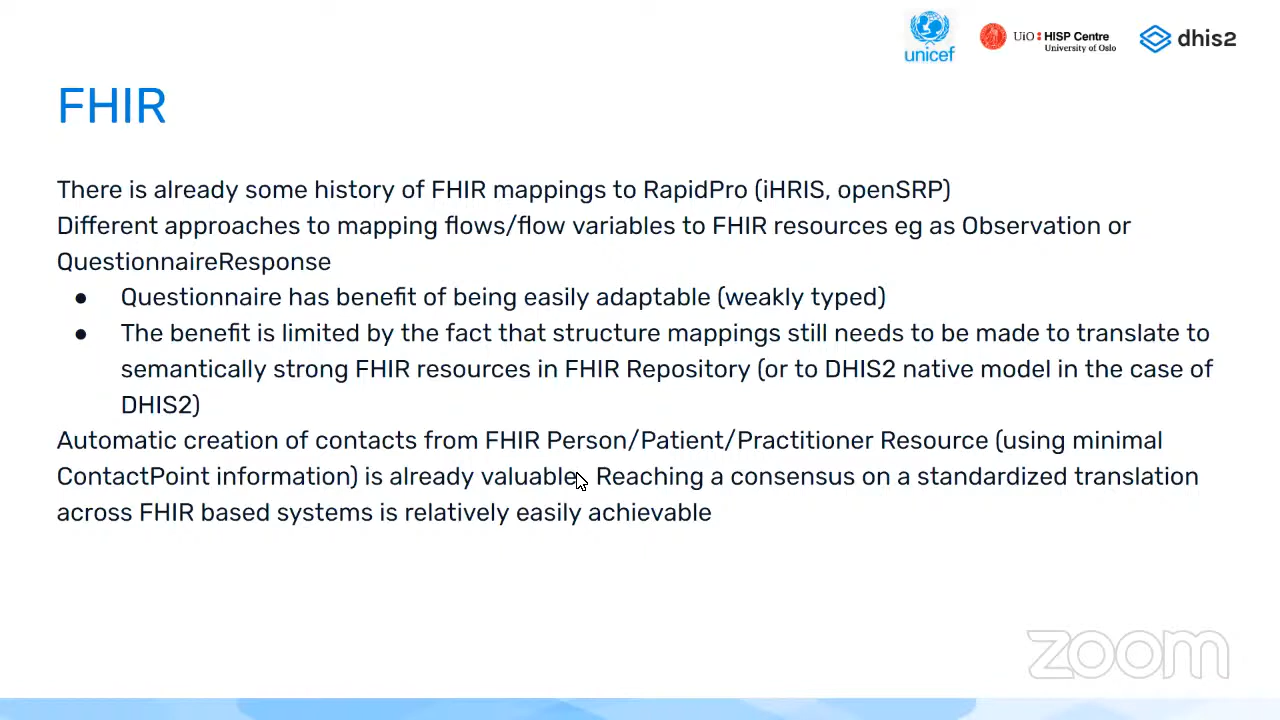 unicef
UiO: HISP Centre
University of Oslo
dhis2
FHIR
There is already some history of FHIR mappings to RapidPro (iHRIS, openSRP)
Different approaches to mapping flows/flow variables to FHIR resources eg as Observation or
QuestionnaireResponse
● Questionnaire has benefit of being easily adaptable (weakly typed)
● The benefit is limited by the fact that structure mappings still needs to be made to translate to
semantically strong FHIR resources in FHIR Repository (or to DHIS2 native model in the case of
DHIS2)
Automatic creation of contacts from FHIR Person/Patient/Practitioner Resource (using minimal
ContactPoint information) is already valuable. Reaching a consensus on a standardized translation
across FHIR based systems is relatively easily achievable
zoom